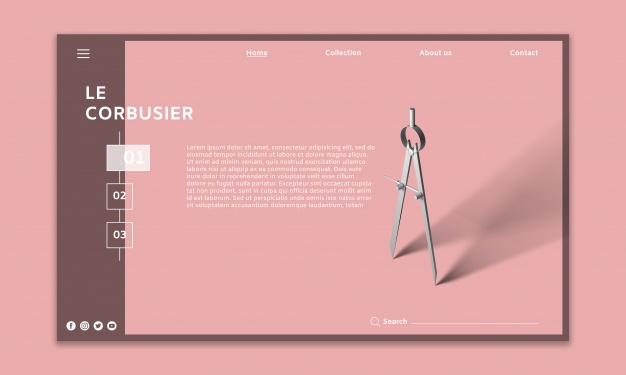 Home
Collection
About us
Contact
LE
CORBUSIER
01
02
03
Lorem ipsum dolor sit amet, consectetur adipiscing elit, sed do
eiusmod tempor incididunt ut labore et dolore magna aliqua.
Ut enim ad minim veniam, quis nostrud exercitation ullamco
laboris nisi ut aliquip ex ea commodo consequat. Duis aute
irure dolor in reprehenderit in voluptate velit esse cillum dolore
eu fugiat nulla pariatur. Excepteur sint occaecat cupida-
tat non proident, sunt in culpa qui officia deserunt mollit anim
id est laborum. Sed ut perspiciatis unde omnis iste natus error
sit voluptatem accusantium doloremque laudantium, totam
Search